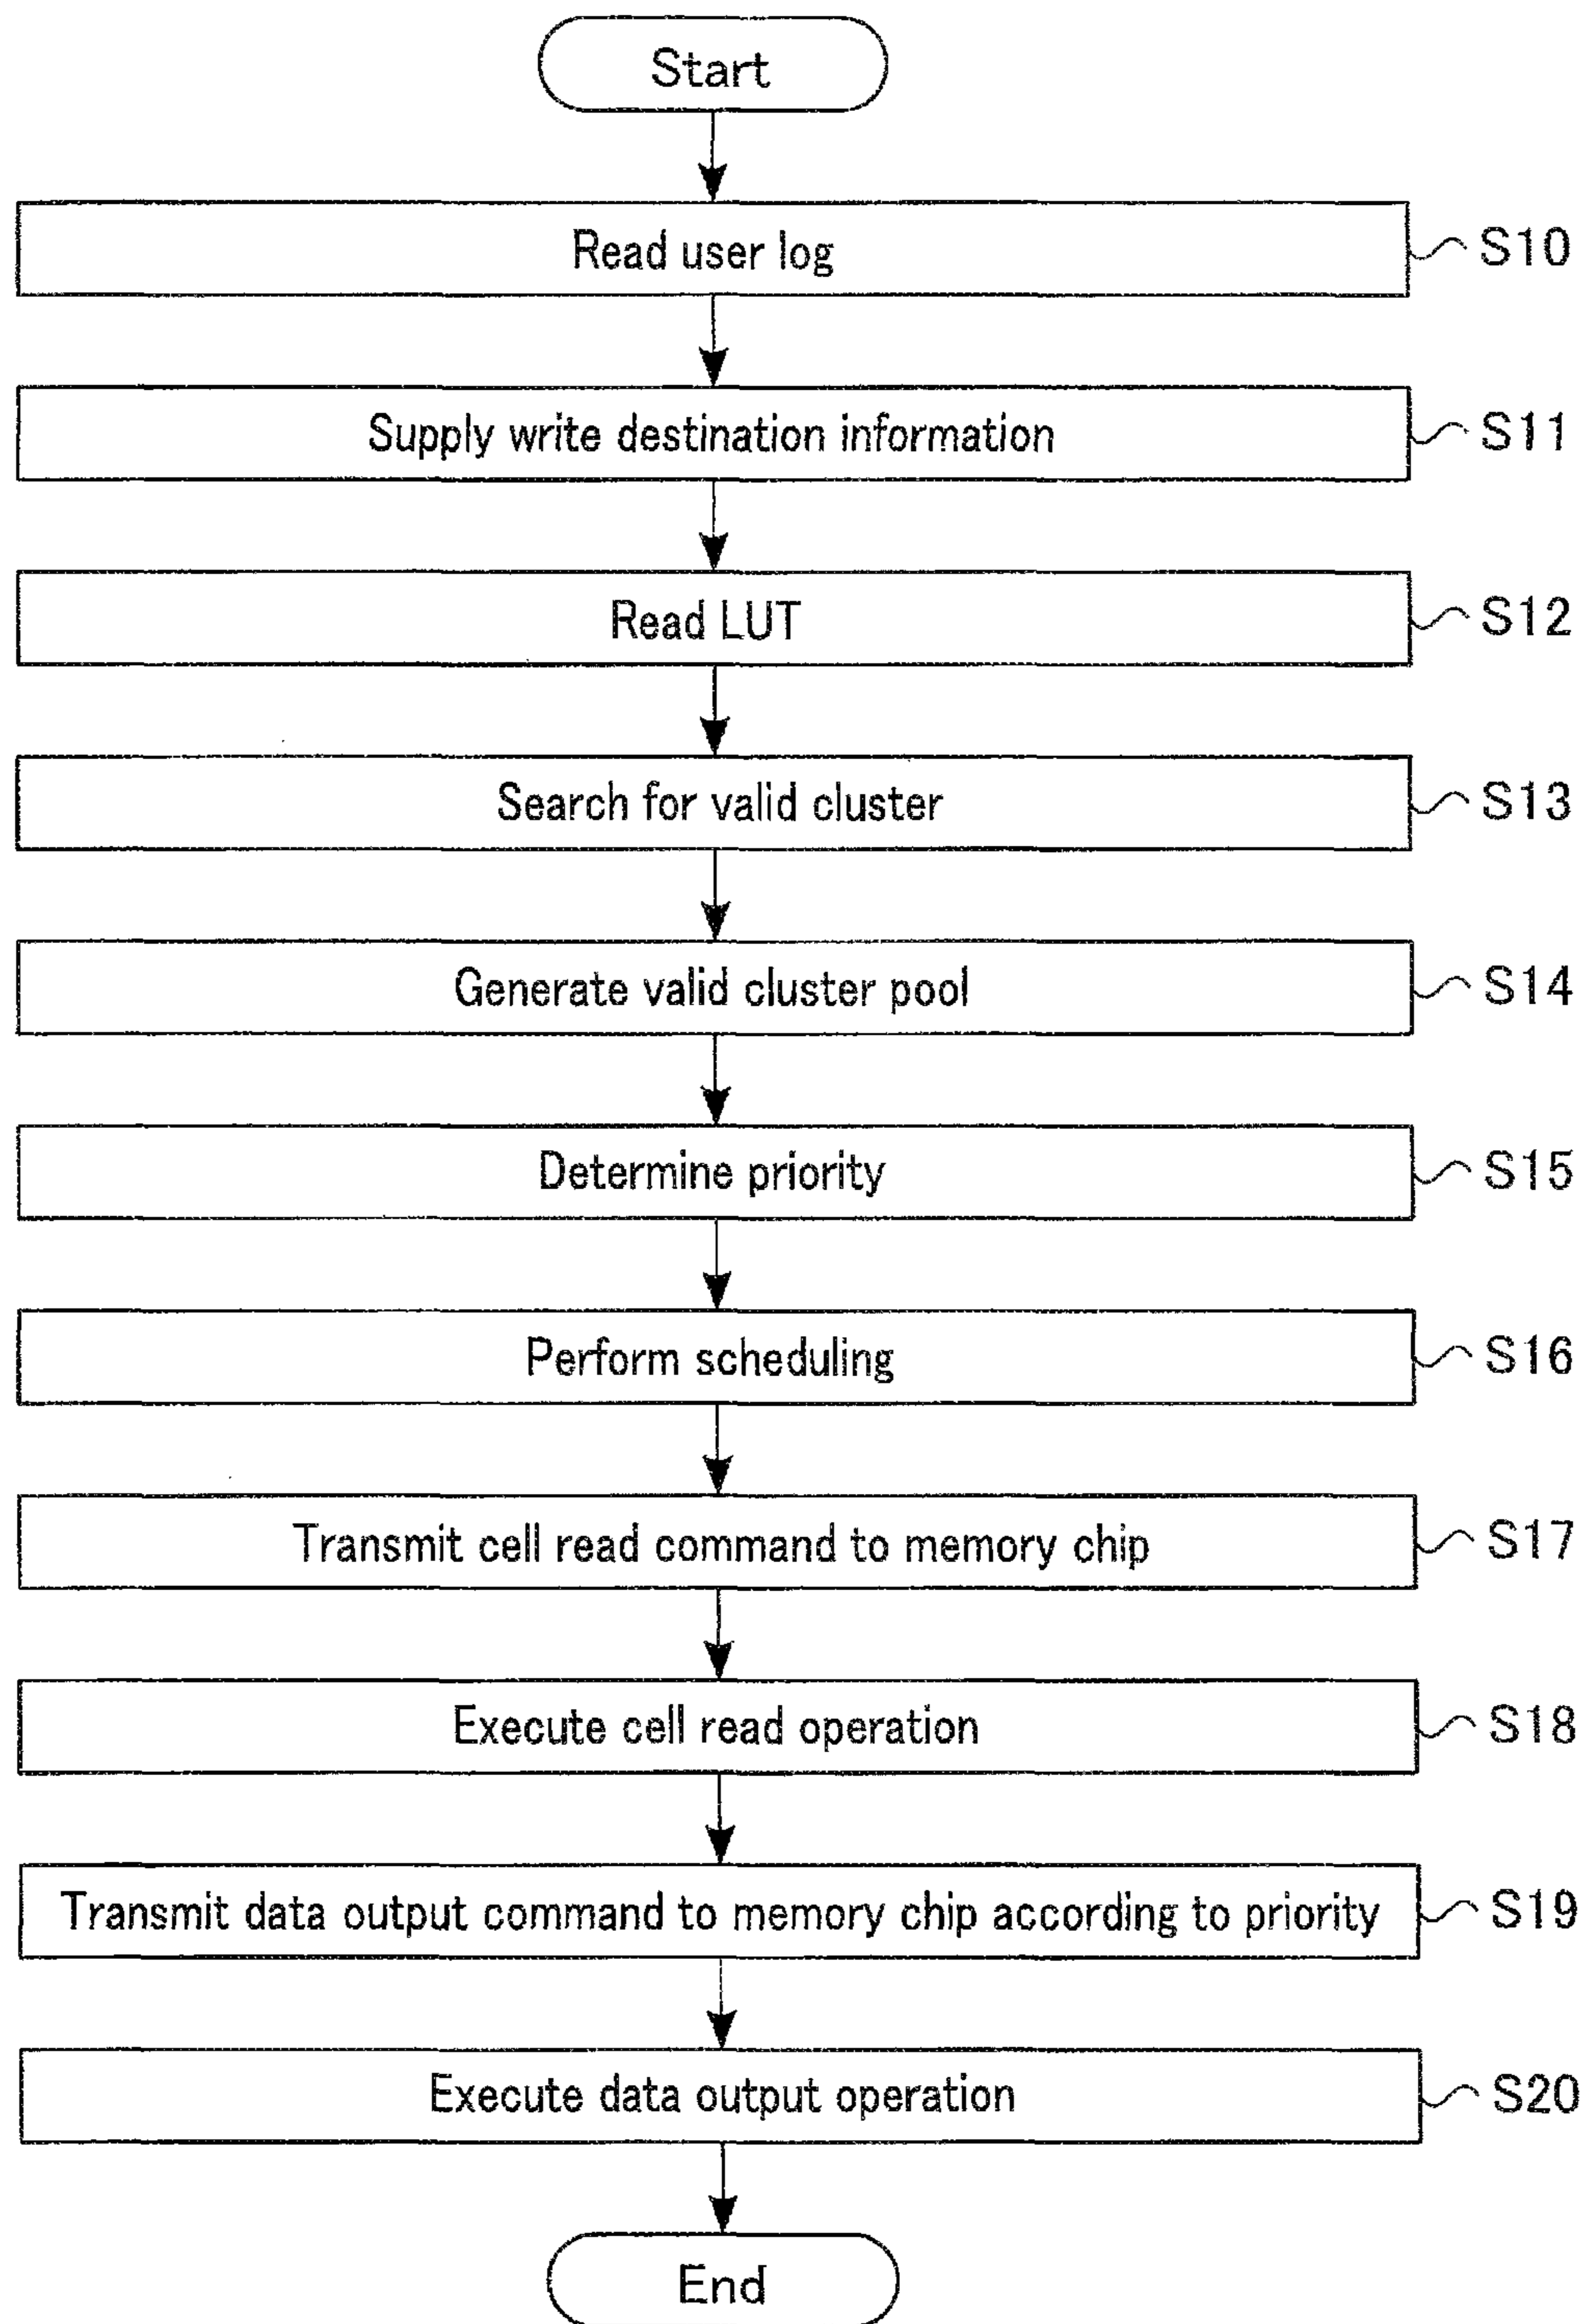 Start
Read user log S10
Supply write destination information S11
Read LUT S12
Search for valid cluster S13
Generate valid cluster pool S14
Determine priority S15
Perform scheduling S16
Transmit cell read command to memory chip S17
Execute cell read operation S18
Transmit data output command to memory chip according to priority S19
Execute data output operation S20
End